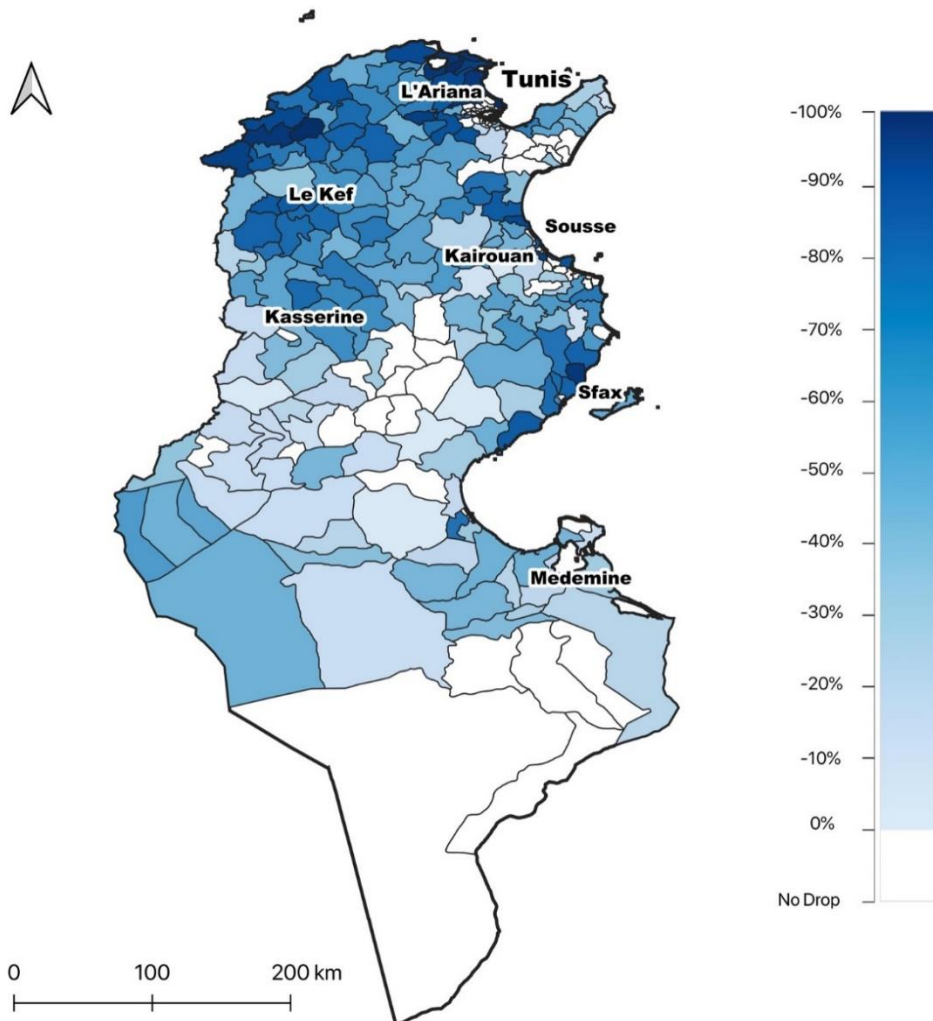 Tunis
L'Ariana
Le Kef
Sousse
Kairouan
Kasserine
Sfax
Medemine
-100%
-90%
-80%
-70%
-60%
-50%
-40%
-30%
-20%
-10%
0%
No Drop
0 100 200 km